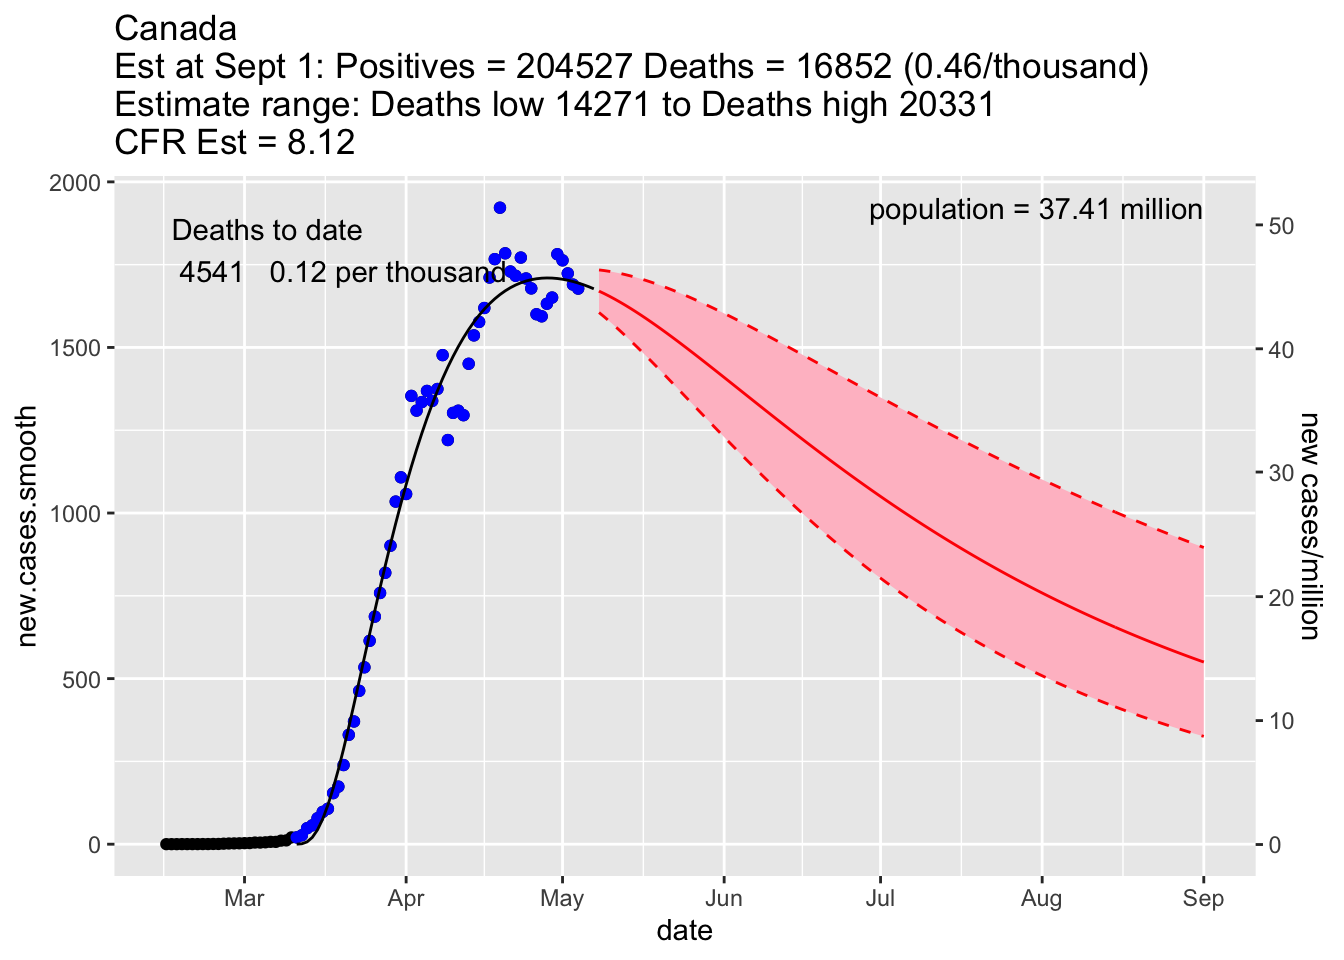 Canada
Est at Sept 1: Positives = 204527 Deaths = 16852 (0.46/thousand)
Estimate range: Deaths low 14271 to Deaths high 20331
CFR Est = 8.12
population = 37.41 million
Deaths to date
4541 0.12 per thousand
2000
1500
1000
500
0
new.cases.smooth
50
40
30
20
10
0
new cases/million
Mar Apr May Jun Jul Aug Sep
date